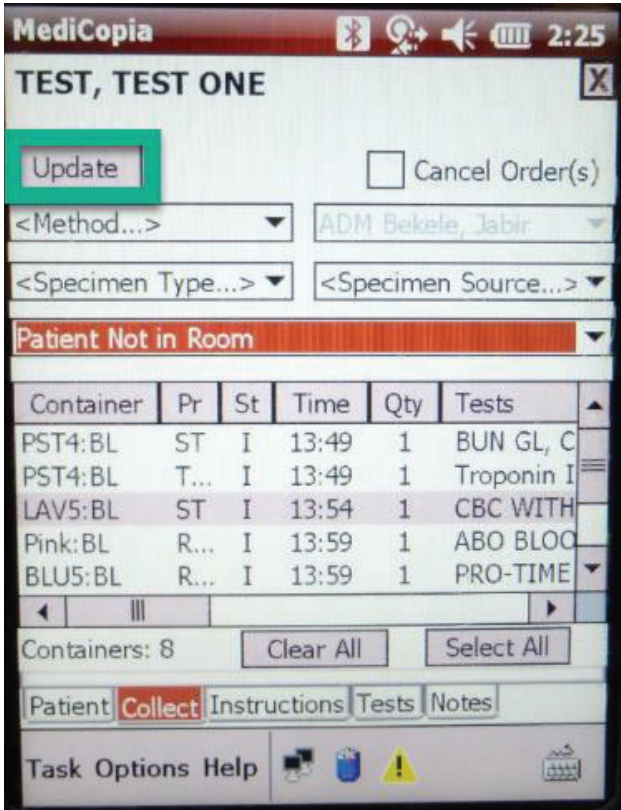 MediCopia 2:25
TEST, TEST ONE X
Update Cancel Order(s)
<Method...> ADM Bekele, Jabir
<Specimen Type...> <Specimen Source...>
Patient Not in Room
Container Pr St Time Qty Tests
PST4:BL ST I 13:49 1 BUN GL, C
PST4:BL T... I 13:49 1 Troponin I
LAV5:BL ST I 13:54 1 CBC WITH
Pink:BL R... I 13:59 1 ABO BLOO
BLU5:BL R... I 13:59 1 PRO-TIME
Containers: 8 Clear All Select All
Patient Collect Instructions Tests Notes
Task Options Help